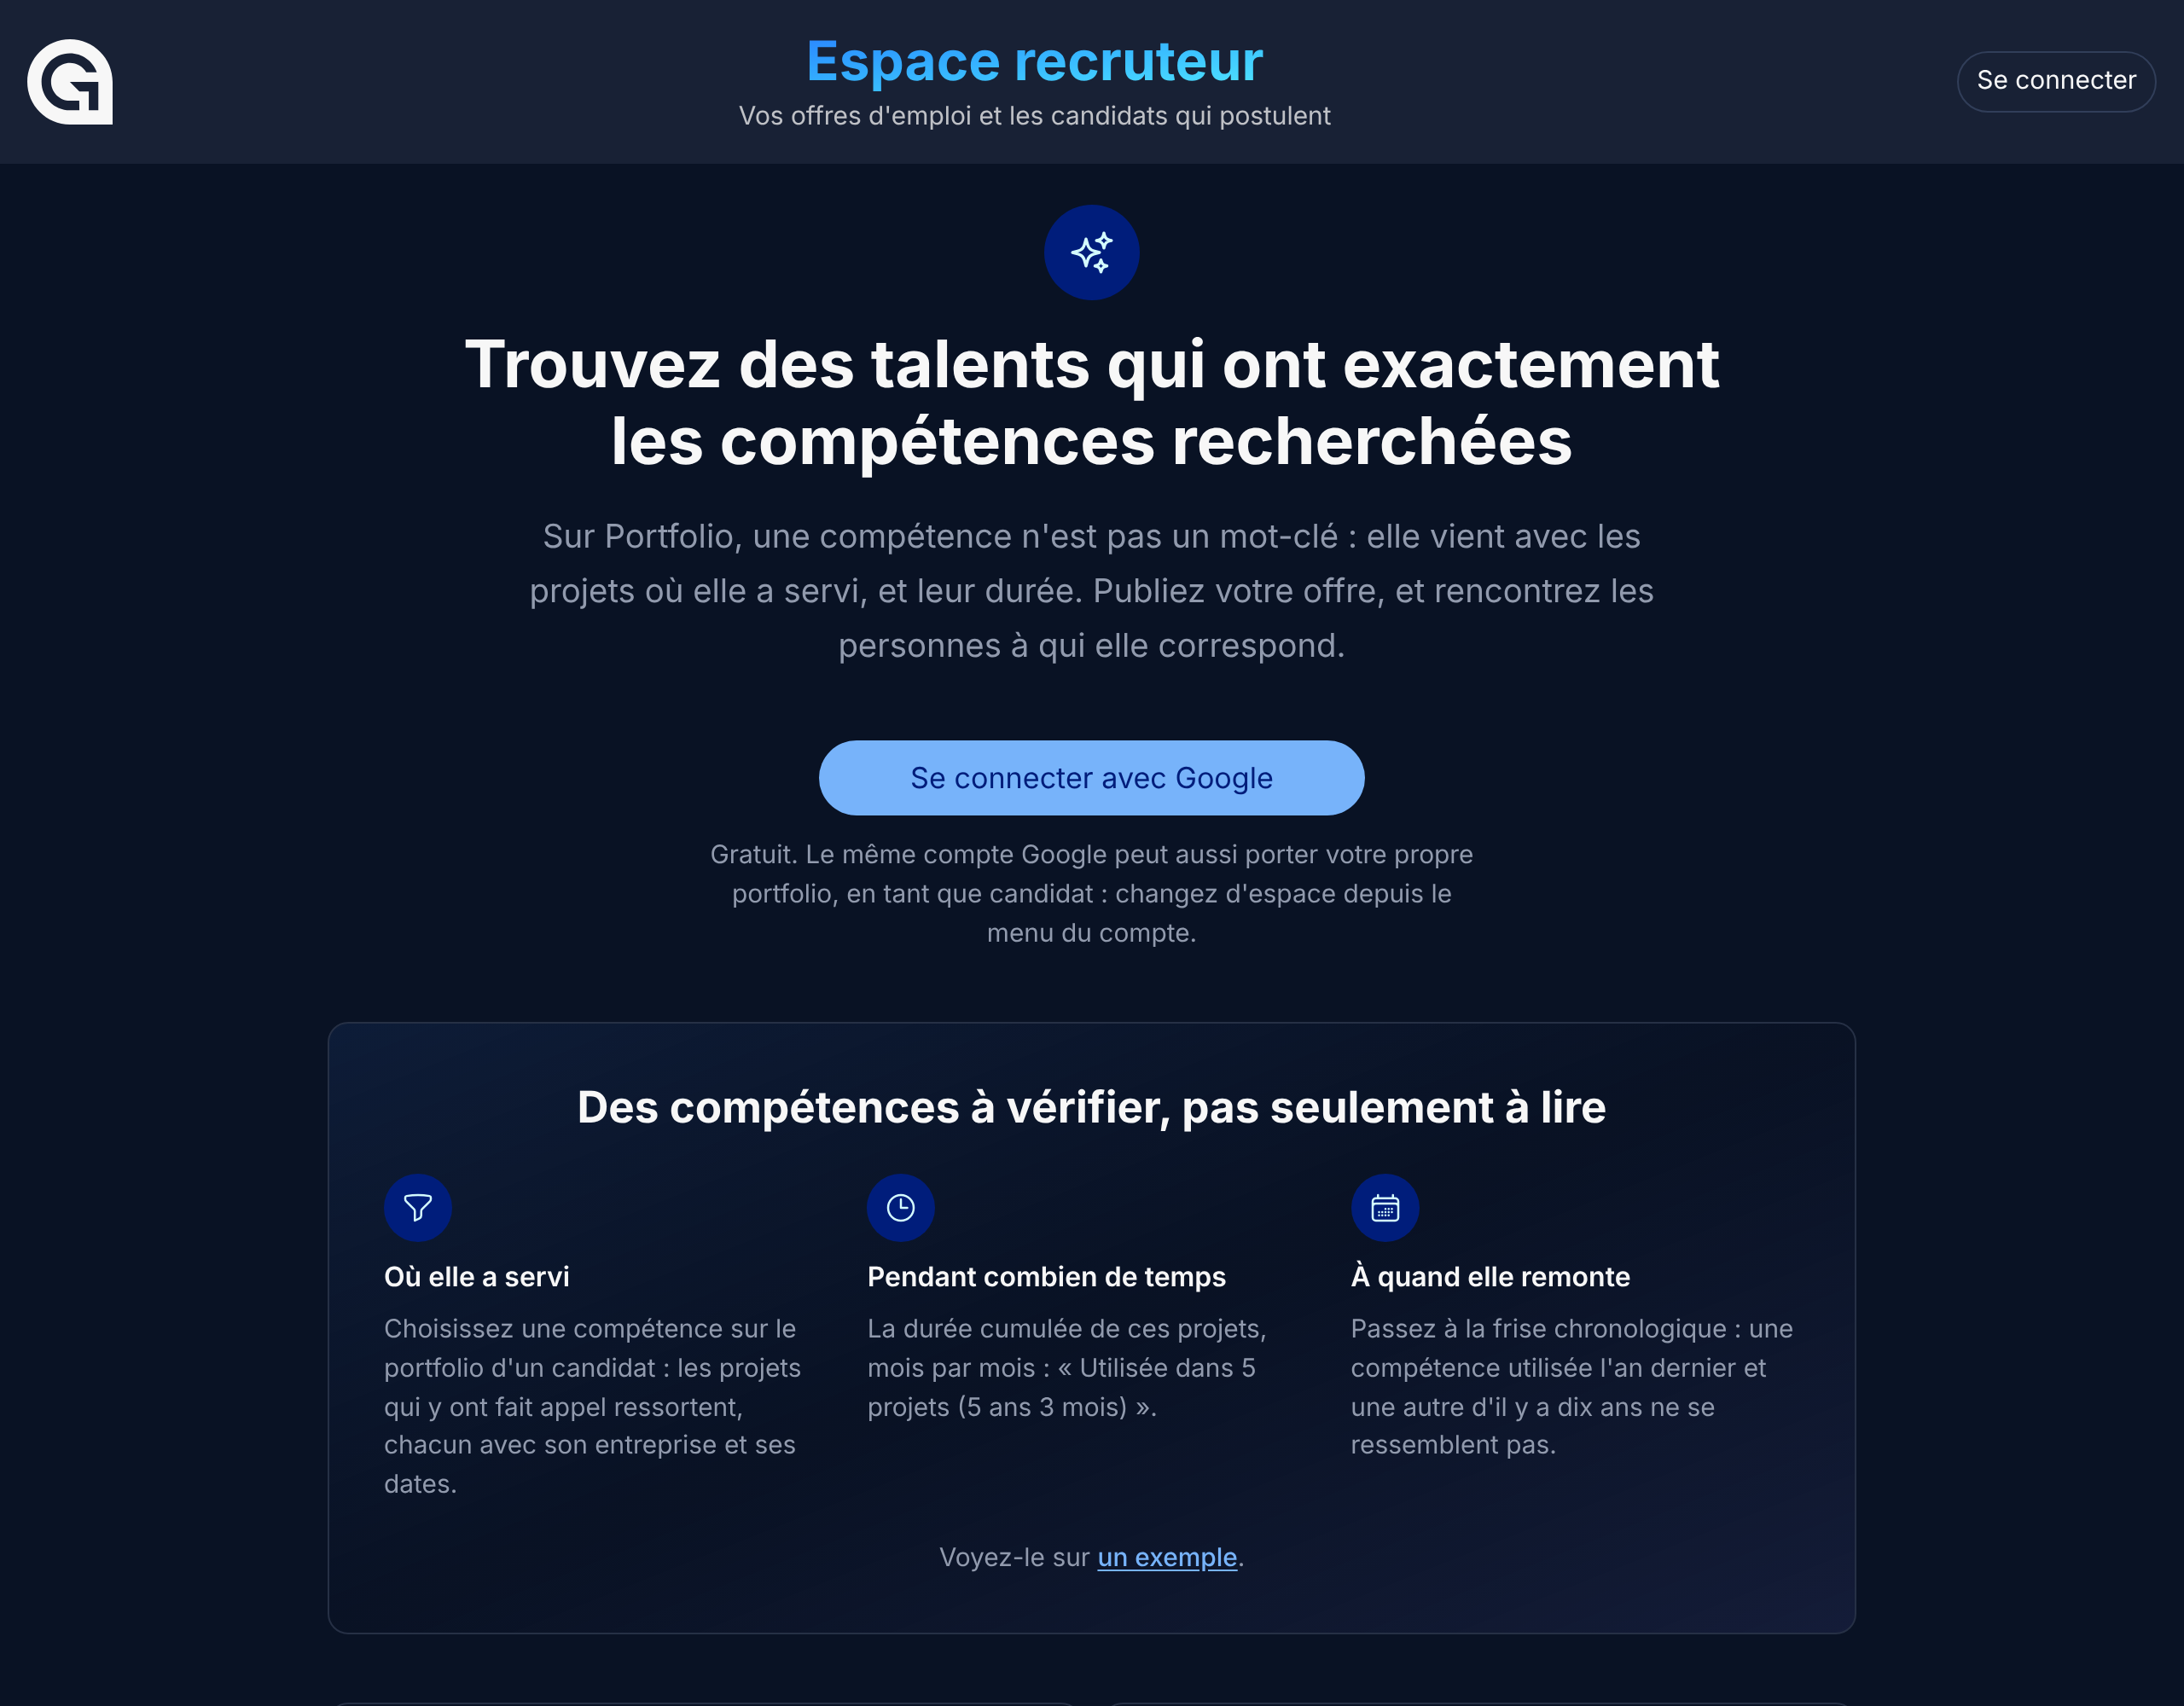 Espace recruteur
Vos offres d'emploi et les candidats qui postulent
Se connecter
Trouvez des talents qui ont exactement
les compétences recherchées
Sur Portfolio, une compétence n'est pas un mot-clé : elle vient avec les
projets où elle a servi, et leur durée. Publiez votre offre, et rencontrez les
personnes à qui elle correspond.
Se connecter avec Google
Gratuit. Le même compte Google peut aussi porter votre propre
portfolio, en tant que candidat : changez d'espace depuis le
menu du compte.
Des compétences à vérifier, pas seulement à lire
Où elle a servi
Choisissez une compétence sur le
portfolio d'un candidat : les projets
qui y ont fait appel ressortent,
chacun avec son entreprise et ses
dates.
Pendant combien de temps
La durée cumulée de ces projets,
mois par mois : « Utilisée dans 5
projets (5 ans 3 mois) ».
À quand elle remonte
Passez à la frise chronologique : une
compétence utilisée l'an dernier et
une autre d'il y a dix ans ne se
ressemblent pas.
Voyez-le sur un exemple.